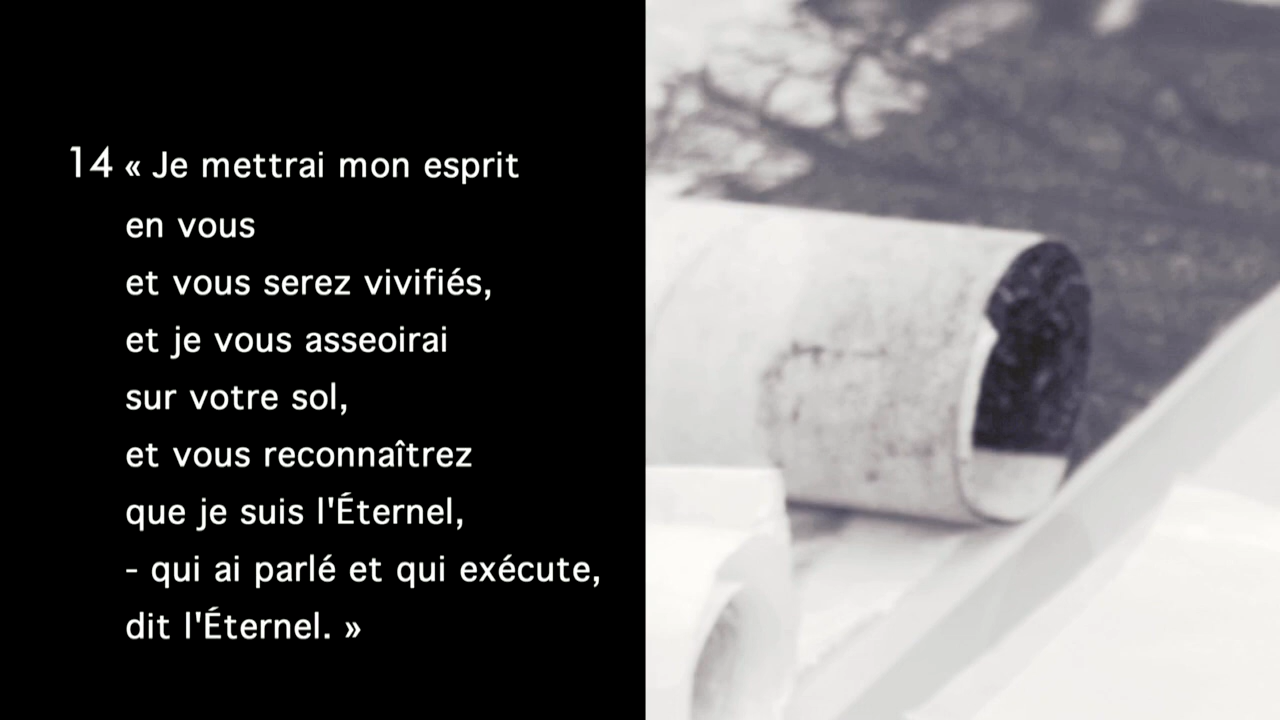 14 « Je mettrai mon esprit
en vous
et vous serez vivifiés,
et je vous asseoirai
sur votre sol,
et vous reconnaîtrez
que je suis l'Éternel,
- qui ai parlé et qui exécute,
dit l'Éternel. »